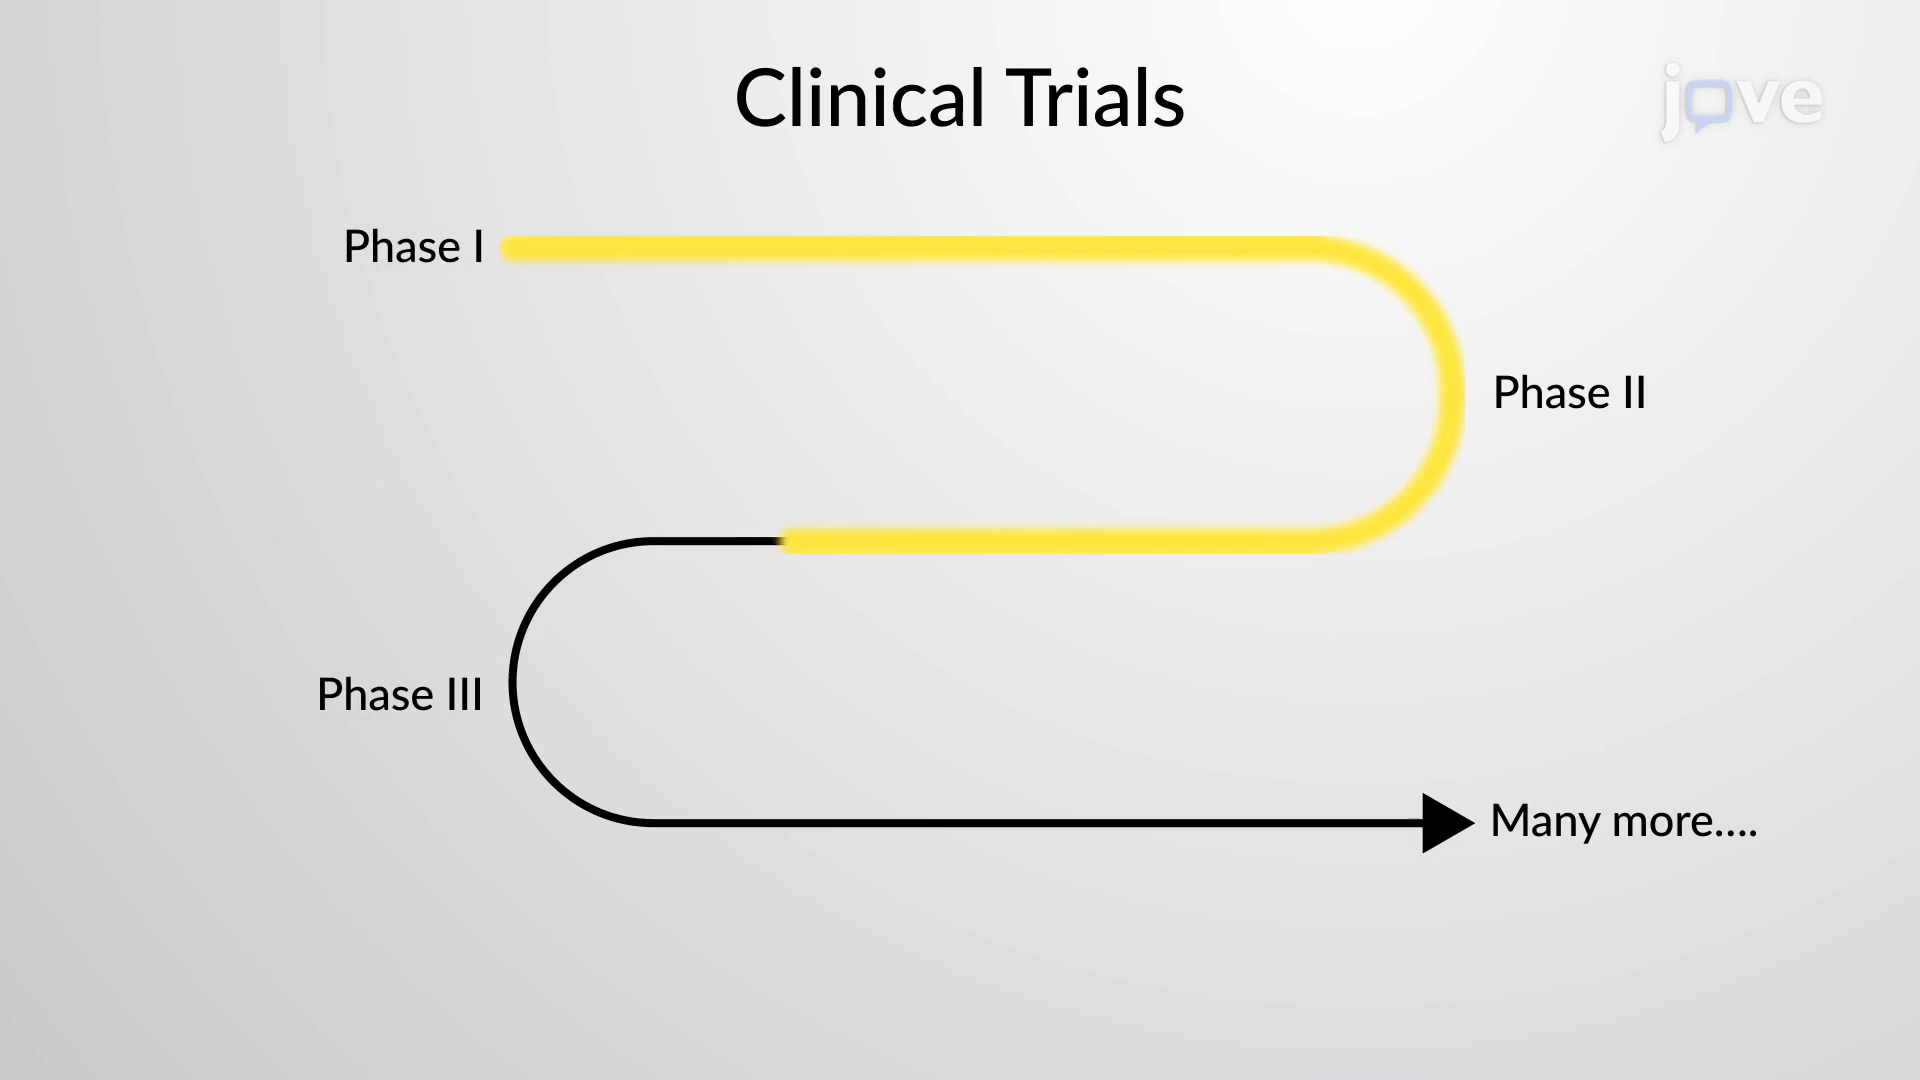 Clinical Trials
jove
Phase I
Phase II
Phase III
Many more....